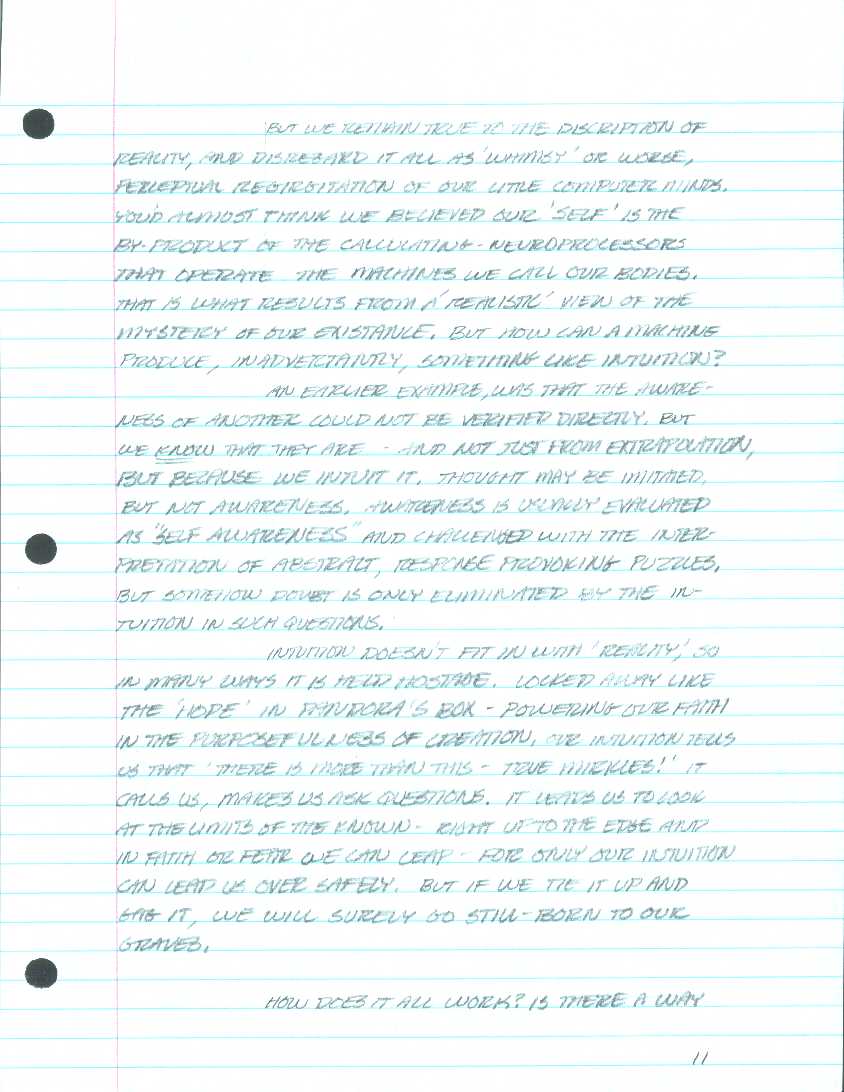 BUT WE REMAIN TRUE TO THE DISCRIPTION OF
REALITY, AND DISREGARD IT ALL AS 'WHIMSY' OR WORSE,
PERCEPTUAL REGIRGITATION OF OUR LITTLE COMPUTER MINDS.
YOU'D ALMOST THINK WE BELIEVED OUR 'SELF' IS THE
BY-PRODUCT OF THE CALCULATING-NEUROPROCESSORS
THAT OPERATE THE MACHINES WE CALL OUR BODIES.
THAT IS WHAT RESULTS FROM A 'REALISTIC' VIEW OF THE
MYSTERY OF OUR EXISTANCE. BUT HOW CAN A MACHINE
PRODUCE, INADVERTANTLY, SOMETHING LIKE INTUITION?
AN EARLIER EXAMPLE, WAS THAT THE AWARE-
NESS OF ANOTHER COULD NOT BE VERIFIED DIRECTLY. BUT
WE KNOW THAT THEY ARE - AND NOT JUST FROM EXTRAPOLATION,
BUT BECAUSE WE INTUIT IT. THOUGHT MAY BE IMITATED,
BUT NOT AWARENESS. AWARENESS IS USUALLY EVALUATED
AS "SELF AWARENESS" AND CHALLENGED WITH THE INTER-
PRETATION OF ABSTRACT, RESPONSE PROVOKING PUZZLES.
BUT SOMEHOW DOUBT IS ONLY ELIMINATED BY THE IN-
TUITION IN SUCH QUESTIONS.
INTUITION DOESN'T FIT IN WITH 'REALITY,' SO
IN MANY WAYS IT IS HELD HOSTAGE. LOCKED AWAY LIKE
THE 'HOPE' IN PANDORA'S BOX - POWERING OUR FAITH
IN THE PURPOSEFULNESS OF CREATION. OUR INTUITION TELLS
US THAT 'THERE IS MORE THAN THIS - TRUE MIRICLES!' IT
CALLS US, MAKES US ASK QUESTIONS. IT LEADS US TO LOOK
AT THE LIMITS OF THE KNOWN - RIGHT UP TO THE EDGE AND
IN FAITH OR FEAR WE CAN LEAP - FOR ONLY OUR INTUITION
CAN LEAD US OVER SAFELY. BUT IF WE TIE IT UP AND
GAG IT, WE WILL SURELY GO STILL-BORN TO OUR
GRAVES.
HOW DOES IT ALL WORK? IS THERE A WAY
11